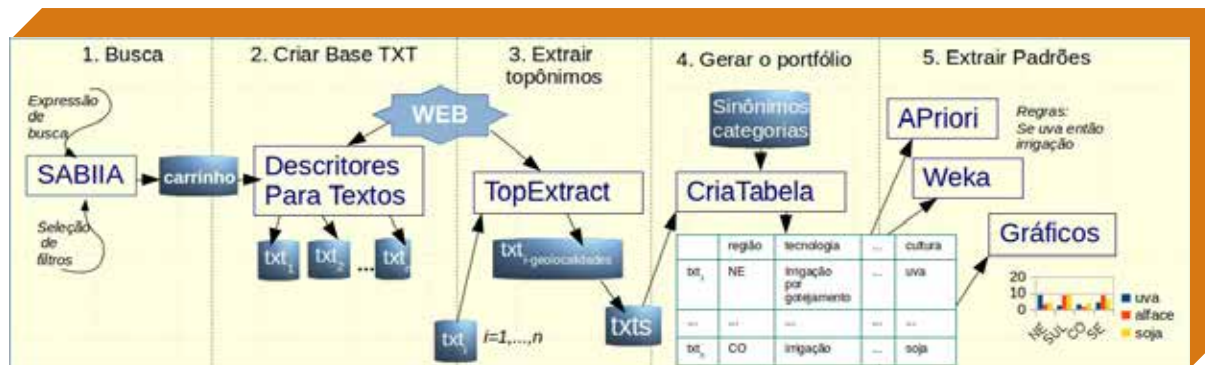 1. Busca
Expressão
de
busca
SABIIA
Seleção
de
filtros
carrinho
2. Criar Base TXT
WEB
Descritores
Para Textos
txt1
txt2
...
txtn
3. Extrair
topônimos
TopExtract
txti-geolocalidades
txti
i=1,...,n
txts
4. Gerar o portfólio
Sinônimos
categorias
CriaTabela
região tecnologia ... cultura
txt1 NE Irrigação por gotejamento ... uva
... ... .... ... ...
CO Irrigação ... soja
5. Extrair Padrões
APriori
Regras:
Se uva então
irrigação
Weka
Gráficos
20
10
0
NE
SUL
CO
SE
uva
alface
soja